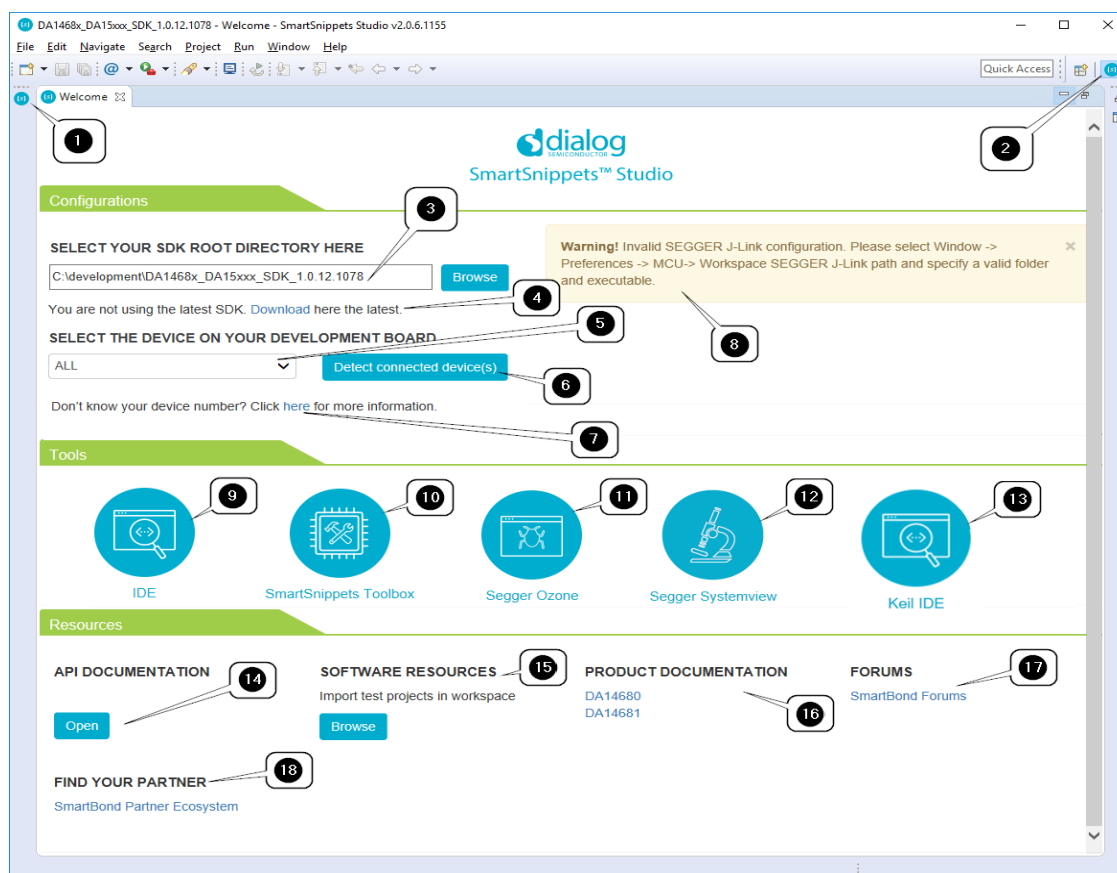 DA1468x_DA15xxx_SDK_1.0.12.1078 - Welcome - SmartSnippets Studio v2.0.6.1155
File Edit Navigate Search Project Run Window Help
Quick Access
Welcome
1
2
dialog
SEMICONDUCTOR
SmartSnippets™ Studio
Configurations
3
SELECT YOUR SDK ROOT DIRECTORY HERE
C:\development\DA1468x_DA15xxx_SDK_1.0.12.1078
Browse
Warning! Invalid SEGGER J-Link configuration. Please select Window ->
Preferences -> MCU-> Workspace SEGGER J-Link path and specify a valid folder
and executable.
4
You are not using the latest SDK. Download here the latest.
5
8
SELECT THE DEVICE ON YOUR DEVELOPMENT BOARD
ALL
Detect connected device(s)
6
Don't know your device number? Click here for more information.
7
Tools
9
10
11
12
13
IDE
SmartSnippets Toolbox
Segger Ozone
Segger Systemview
Keil IDE
Resources
API DOCUMENTATION
14
Open
SOFTWARE RESOURCES
15
Import test projects in workspace
Browse
PRODUCT DOCUMENTATION
DA14680
DA14681
16
FORUMS
17
SmartBond Forums
FIND YOUR PARTNER
18
SmartBond Partner Ecosystem